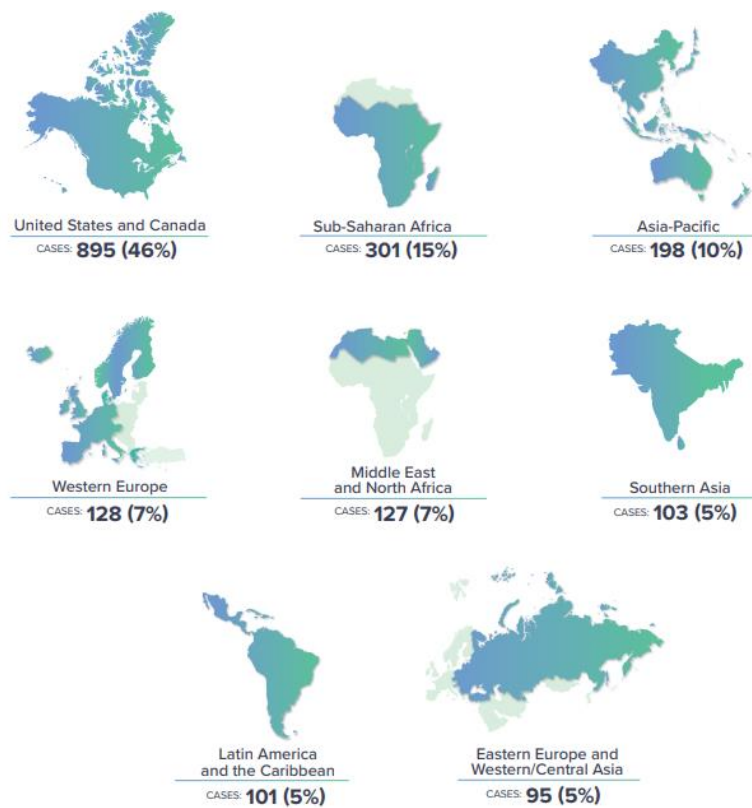 United States and Canada
CASES: 895 (46%)
Sub-Saharan Africa
CASES: 301 (15%)
Asia-Pacific
CASES: 198 (10%)
Western Europe
CASES: 128 (7%)
Middle East
and North Africa
CASES: 127 (7%)
Southern Asia
CASES: 103 (5%)
Latin America
and the Caribbean
CASES: 101 (5%)
Eastern Europe and
Western/Central Asia
CASES: 95 (5%)